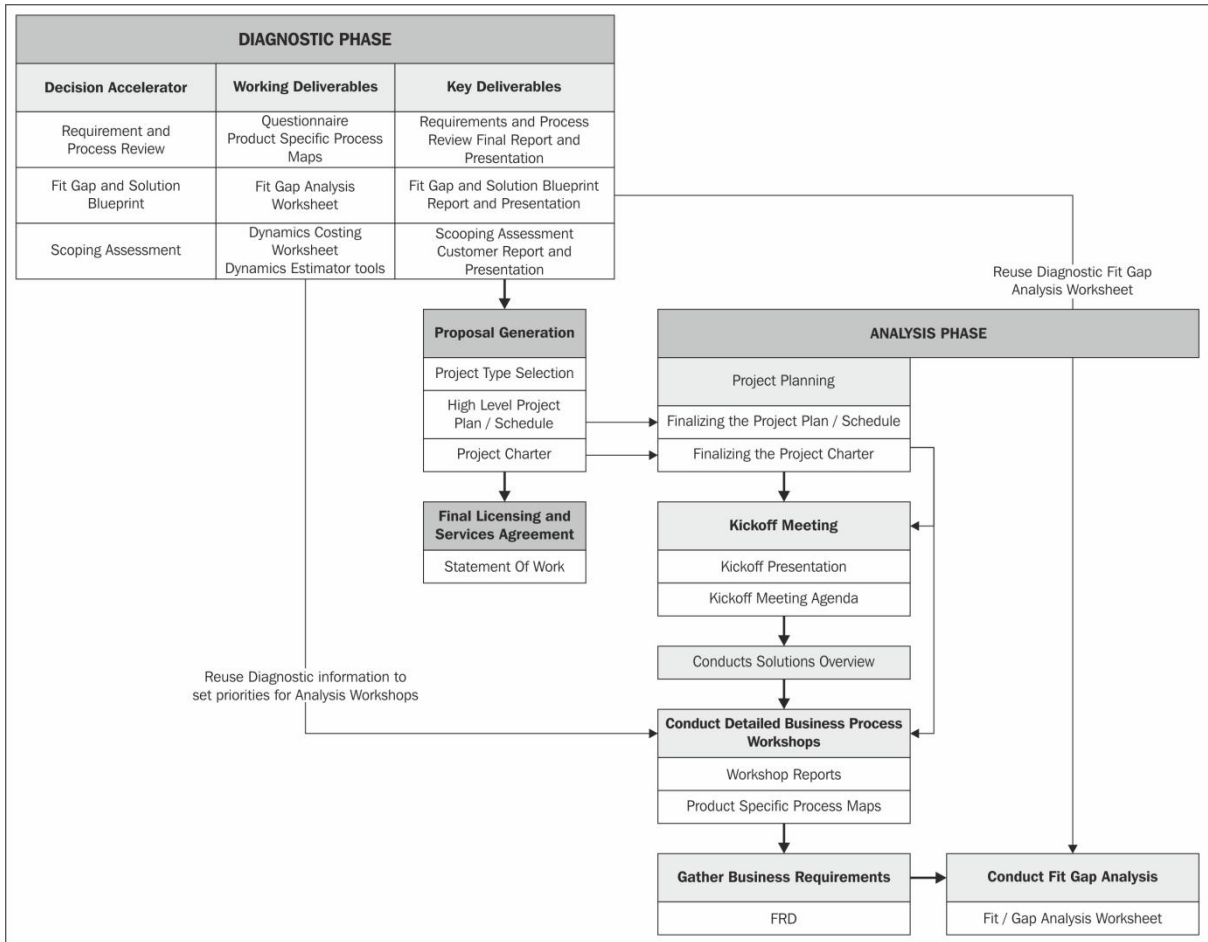 DIAGNOSTIC PHASE
Decision Accelerator
Working Deliverables
Key Deliverables
Requirement and
Process Review
Questionnaire
Product Specific Process
Maps
Requirements and Process
Review Final Report and
Presentation
Fit Gap and Solution
Blueprint
Fit Gap Analysis
Worksheet
Fit Gap and Solution Blueprint
Report and Presentation
Scoping Assessment
Dynamics Costing
Worksheet
Dynamics Estimator tools
Scooping Assessment
Customer Report and
Presentation
Reuse Diagnostic Fit Gap
Analysis Worksheet
Proposal Generation
Project Type Selection
High Level Project
Plan / Schedule
Project Charter
Final Licensing and
Services Agreement
Statement Of Work
ANALYSIS PHASE
Project Planning
Finalizing the Project Plan / Schedule
Finalizing the Project Charter
Kickoff Meeting
Kickoff Presentation
Kickoff Meeting Agenda
Conducts Solutions Overview
Reuse Diagnostic information to
set priorities for Analysis Workshops
Conduct Detailed Business Process
Workshops
Workshop Reports
Product Specific Process Maps
Gather Business Requirements
FRD
Conduct Fit Gap Analysis
Fit / Gap Analysis Worksheet